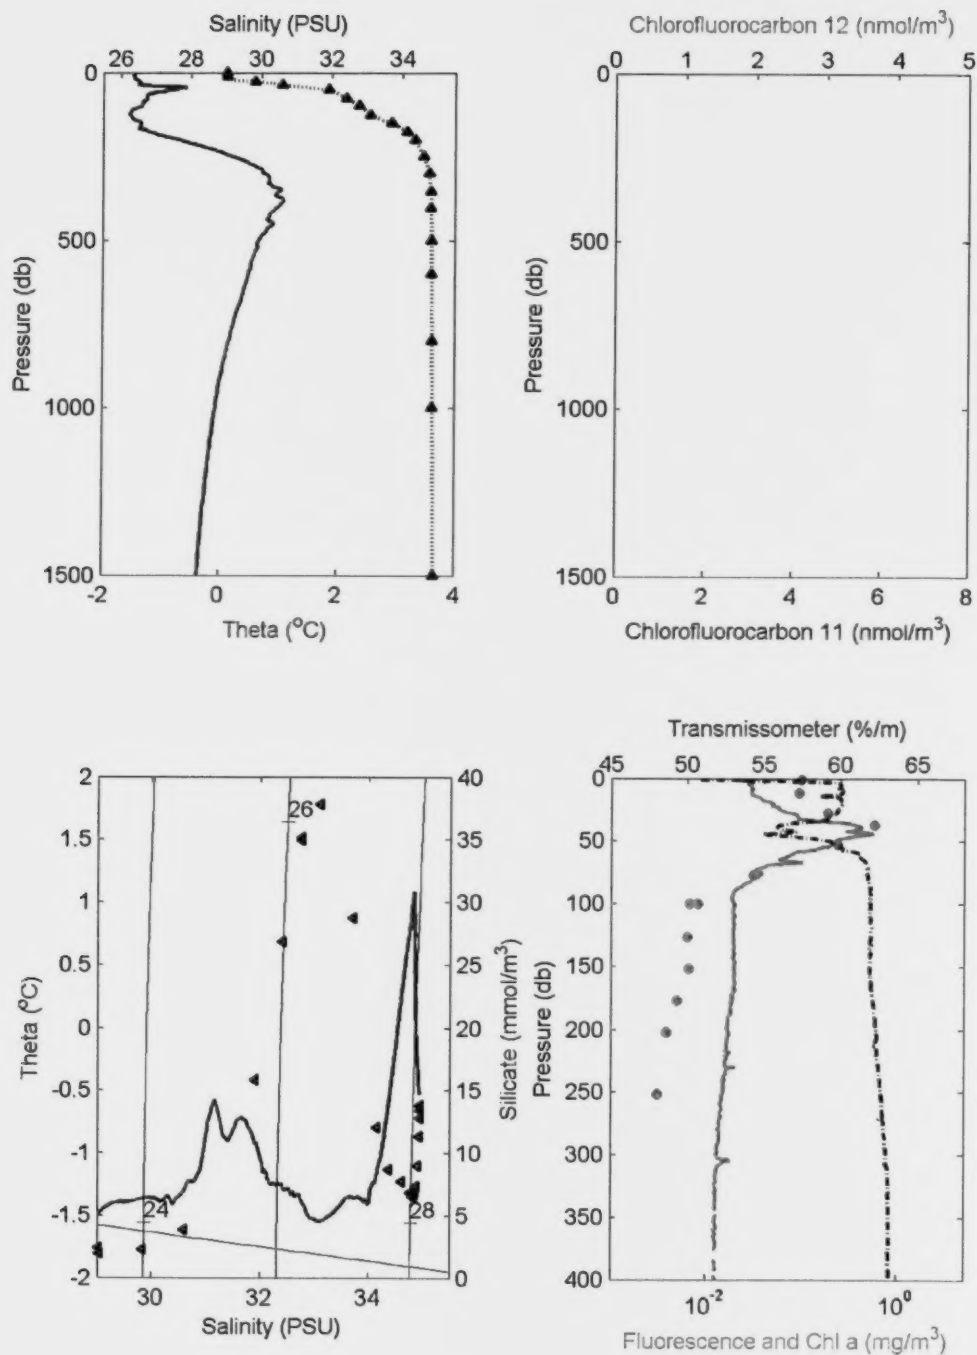 Salinity (PSU)
26 28 30 32 34
0
500
1000
1500
Pressure (db)
-2 0 2 4
Theta (°C)
Chlorofluorocarbon 12 (nmol/m³)
0 1 2 3 4 5
0
500
1000
1500
Pressure (db)
0 2 4 6 8
Chlorofluorocarbon 11 (nmol/m³)
2
1.5
1
0.5
0
-0.5
-1
-1.5
-2
Theta (°C)
24
26
28
40
35
30
25
20
15
10
5
0
Silicate (mmol/m³)
30 32 34
Salinity (PSU)
Transmissometer (%/m)
45 50 55 60 65
0
50
100
150
200
250
300
350
400
Pressure (db)
10⁻² 10⁰
Fluorescence and Chl a (mg/m³)